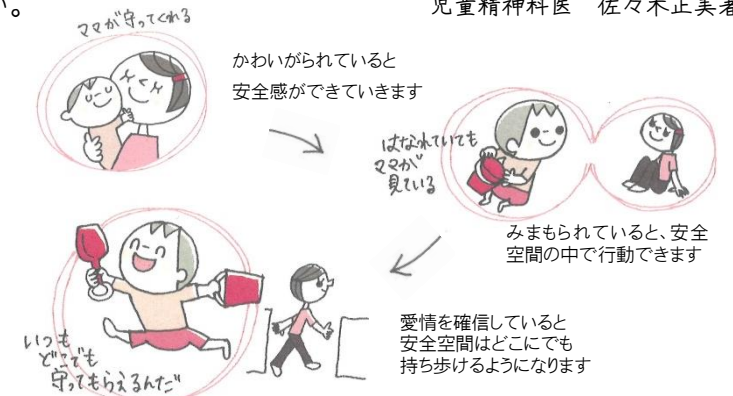 い。
児童精神科医　佐々木正美著
ママが守ってくれる
かわいがられていると
安全感ができていきます
はなれていても
ママが
見ている
みまもられていると、安全
空間の中で行動できます
いつも
どこでも
守ってもらえるんだ
愛情を確信していると
安全空間はどこにでも
持ち歩けるようになります